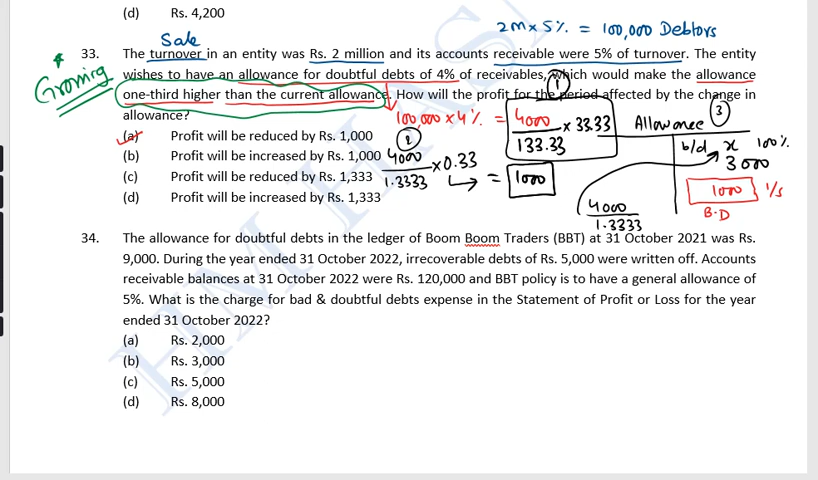 (d) Rs. 4,200
2M x 5% = 100,000 Debtors
Sale
33. The turnover in an entity was Rs. 2 million and its accounts receivable were 5% of turnover. The entity
wishes to have an allowance for doubtful debts of 4% of receivables, which would make the allowance
one-third higher than the current allowance. How will the profit for the period affected by the change in
allowance?
Growing
(a) Profit will be reduced by Rs. 1,000
(b) Profit will be increased by Rs. 1,000
(c) Profit will be reduced by Rs. 1,333
(d) Profit will be increased by Rs. 1,333
①
100,000 x 4% = 4000
133.33
x 33.33
②
4000
1.3333
x 0.33
= 1000
Allowance ③
b/d x 100%
3000
1000 I/S
B.D
4000
1.3333
34. The allowance for doubtful debts in the ledger of Boom Boom Traders (BBT) at 31 October 2021 was Rs.
9,000. During the year ended 31 October 2022, irrecoverable debts of Rs. 5,000 were written off. Accounts
receivable balances at 31 October 2022 were Rs. 120,000 and BBT policy is to have a general allowance of
5%. What is the charge for bad & doubtful debts expense in the Statement of Profit or Loss for the year
ended 31 October 2022?
(a) Rs. 2,000
(b) Rs. 3,000
(c) Rs. 5,000
(d) Rs. 8,000